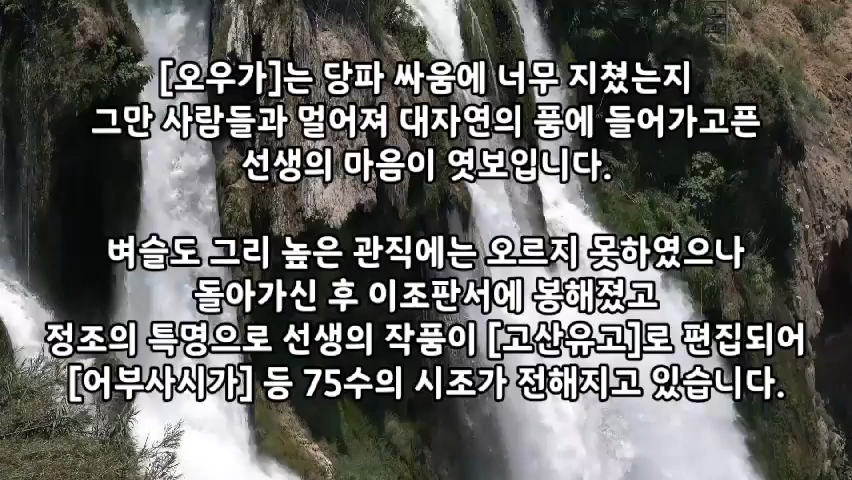 [오우가]는 당파 싸움에 너무 지쳤는지
그만 사람들과 멀어져 대자연의 품에 들어가고픈
선생의 마음이 엿보입니다.
벼슬도 그리 높은 관직에는 오르지 못하였으나
돌아가신 후 이조판서에 봉해졌고
정조의 특명으로 선생의 작품이 [고산유고]로 편집되어
[어부사시가] 등 75수의 시조가 전해지고 있습니다.